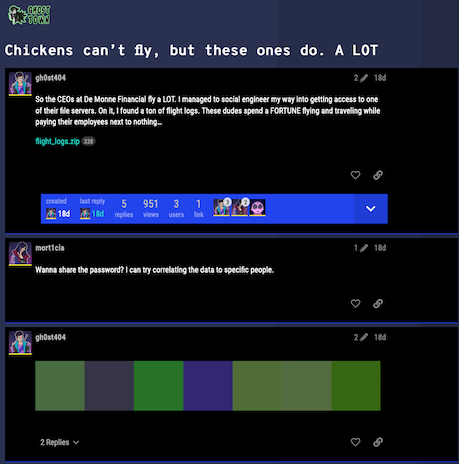 GHOST
TOWN
Chickens can't fly, but these ones do. A LOT
gh0st404
2
18d
So the CEOs at De Monne Financial fly a LOT. I managed to social engineer my way into getting access to one
of their file servers. On it, I found a ton of flight logs. These dudes spend a FORTUNE flying and traveling while
paying their employees next to nothing...
flight_logs.zip 328
created
18d
last reply
18d
5
replies
951
views
3
users
1
link
3
2
mort1cia
1
18d
Wanna share the password? I can try correlating the data to specific people.
gh0st404
2
18d
2 Replies